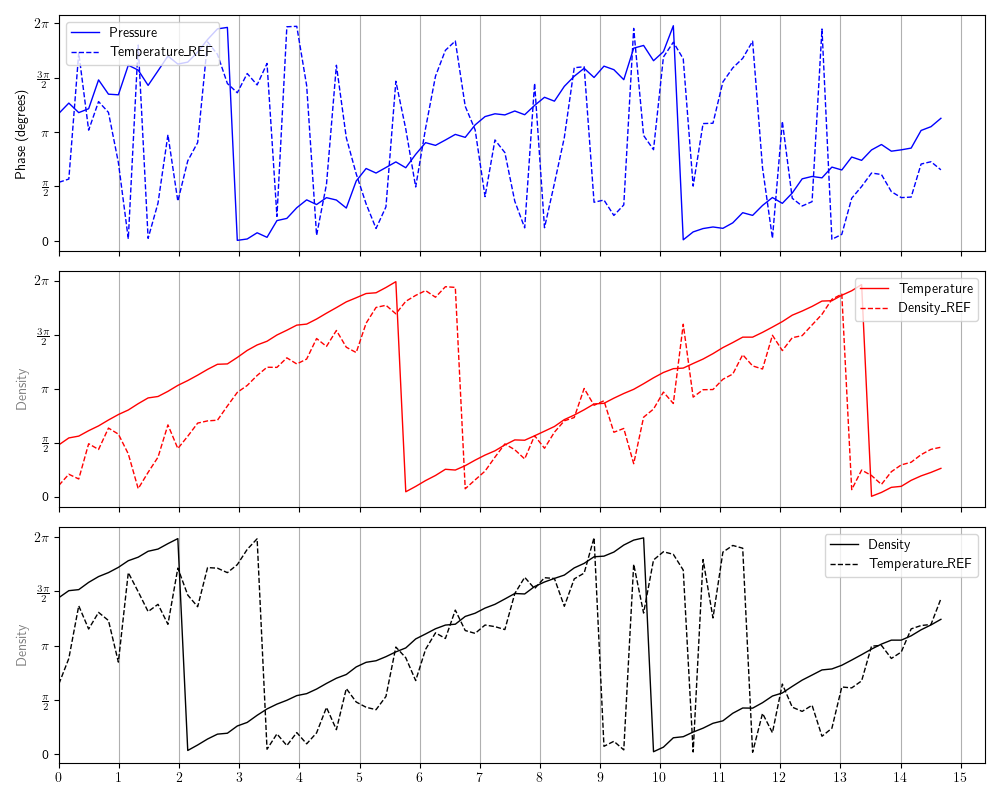 2π
3π/2
π
π/2
0
Phase (degrees)
Pressure
Temperature_REF
2π
3π/2
π
π/2
0
Density
Temperature
Density_REF
2π
3π/2
π
π/2
0
Density
Density
Temperature_REF
0 1 2 3 4 5 6 7 8 9 10 11 12 13 14 15